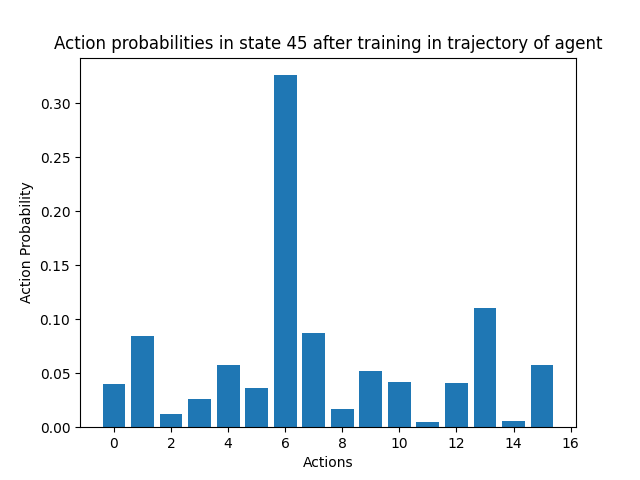 Action probabilities in state 45 after training in trajectory of agent
0.30
0.25
0.20
0.15
0.10
0.05
0.00
Action Probability
0 2 4 6 8 10 12 14 16
Actions